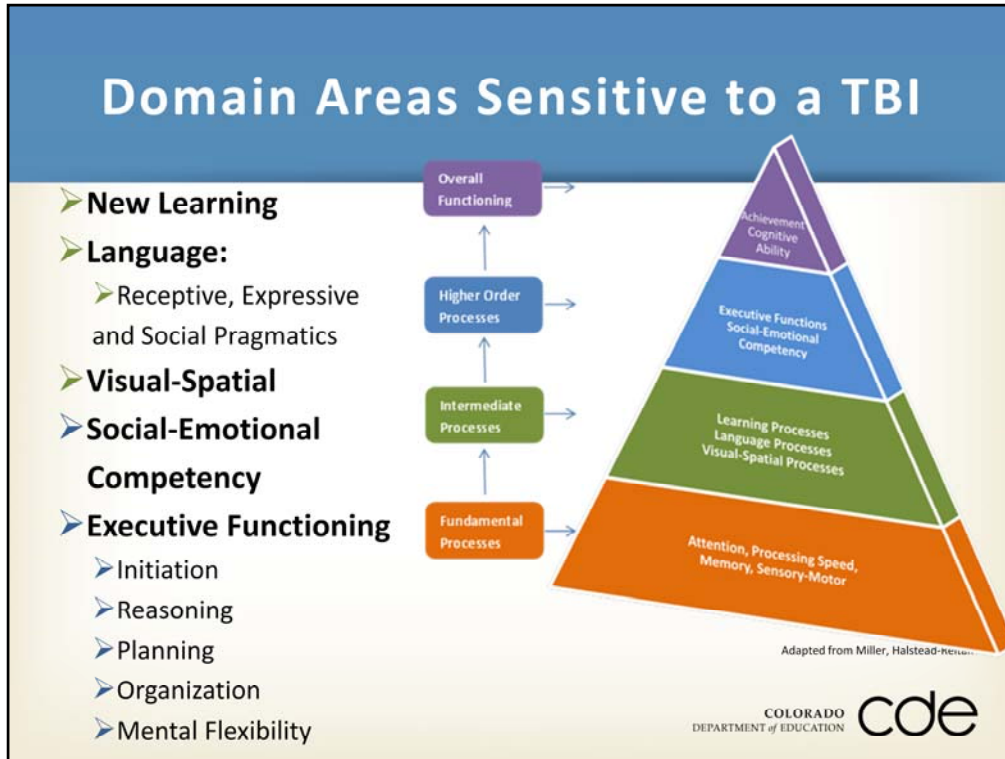 Domain Areas Sensitive to a TBI
New Learning
Language:
Receptive, Expressive
and Social Pragmatics
Visual-Spatial
Social-Emotional
Competency
Executive Functioning
Initiation
Reasoning
Planning
Organization
Mental Flexibility
Overall
Functioning
Higher Order
Processes
Intermediate
Processes
Fundamental
Processes
Achievement
Cognitive
Ability
Executive Functions
Social-Emotional
Competency
Learning Processes
Language Processes
Visual-Spatial Processes
Attention, Processing Speed,
Memory, Sensory-Motor
Adapted from Miller,
COLORADO
DEPARTMENT of EDUCATION
cde